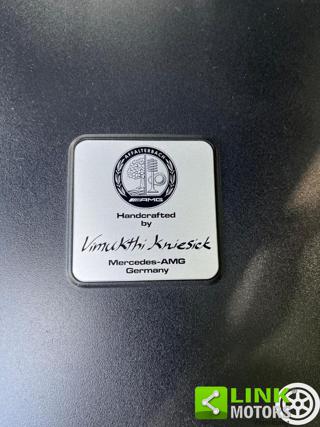 AFFALTERBACH
AMG
Handcrafted
by
Vimukthi Kniesick
Mercedes-AMG
Germany
LINK
MOTORS